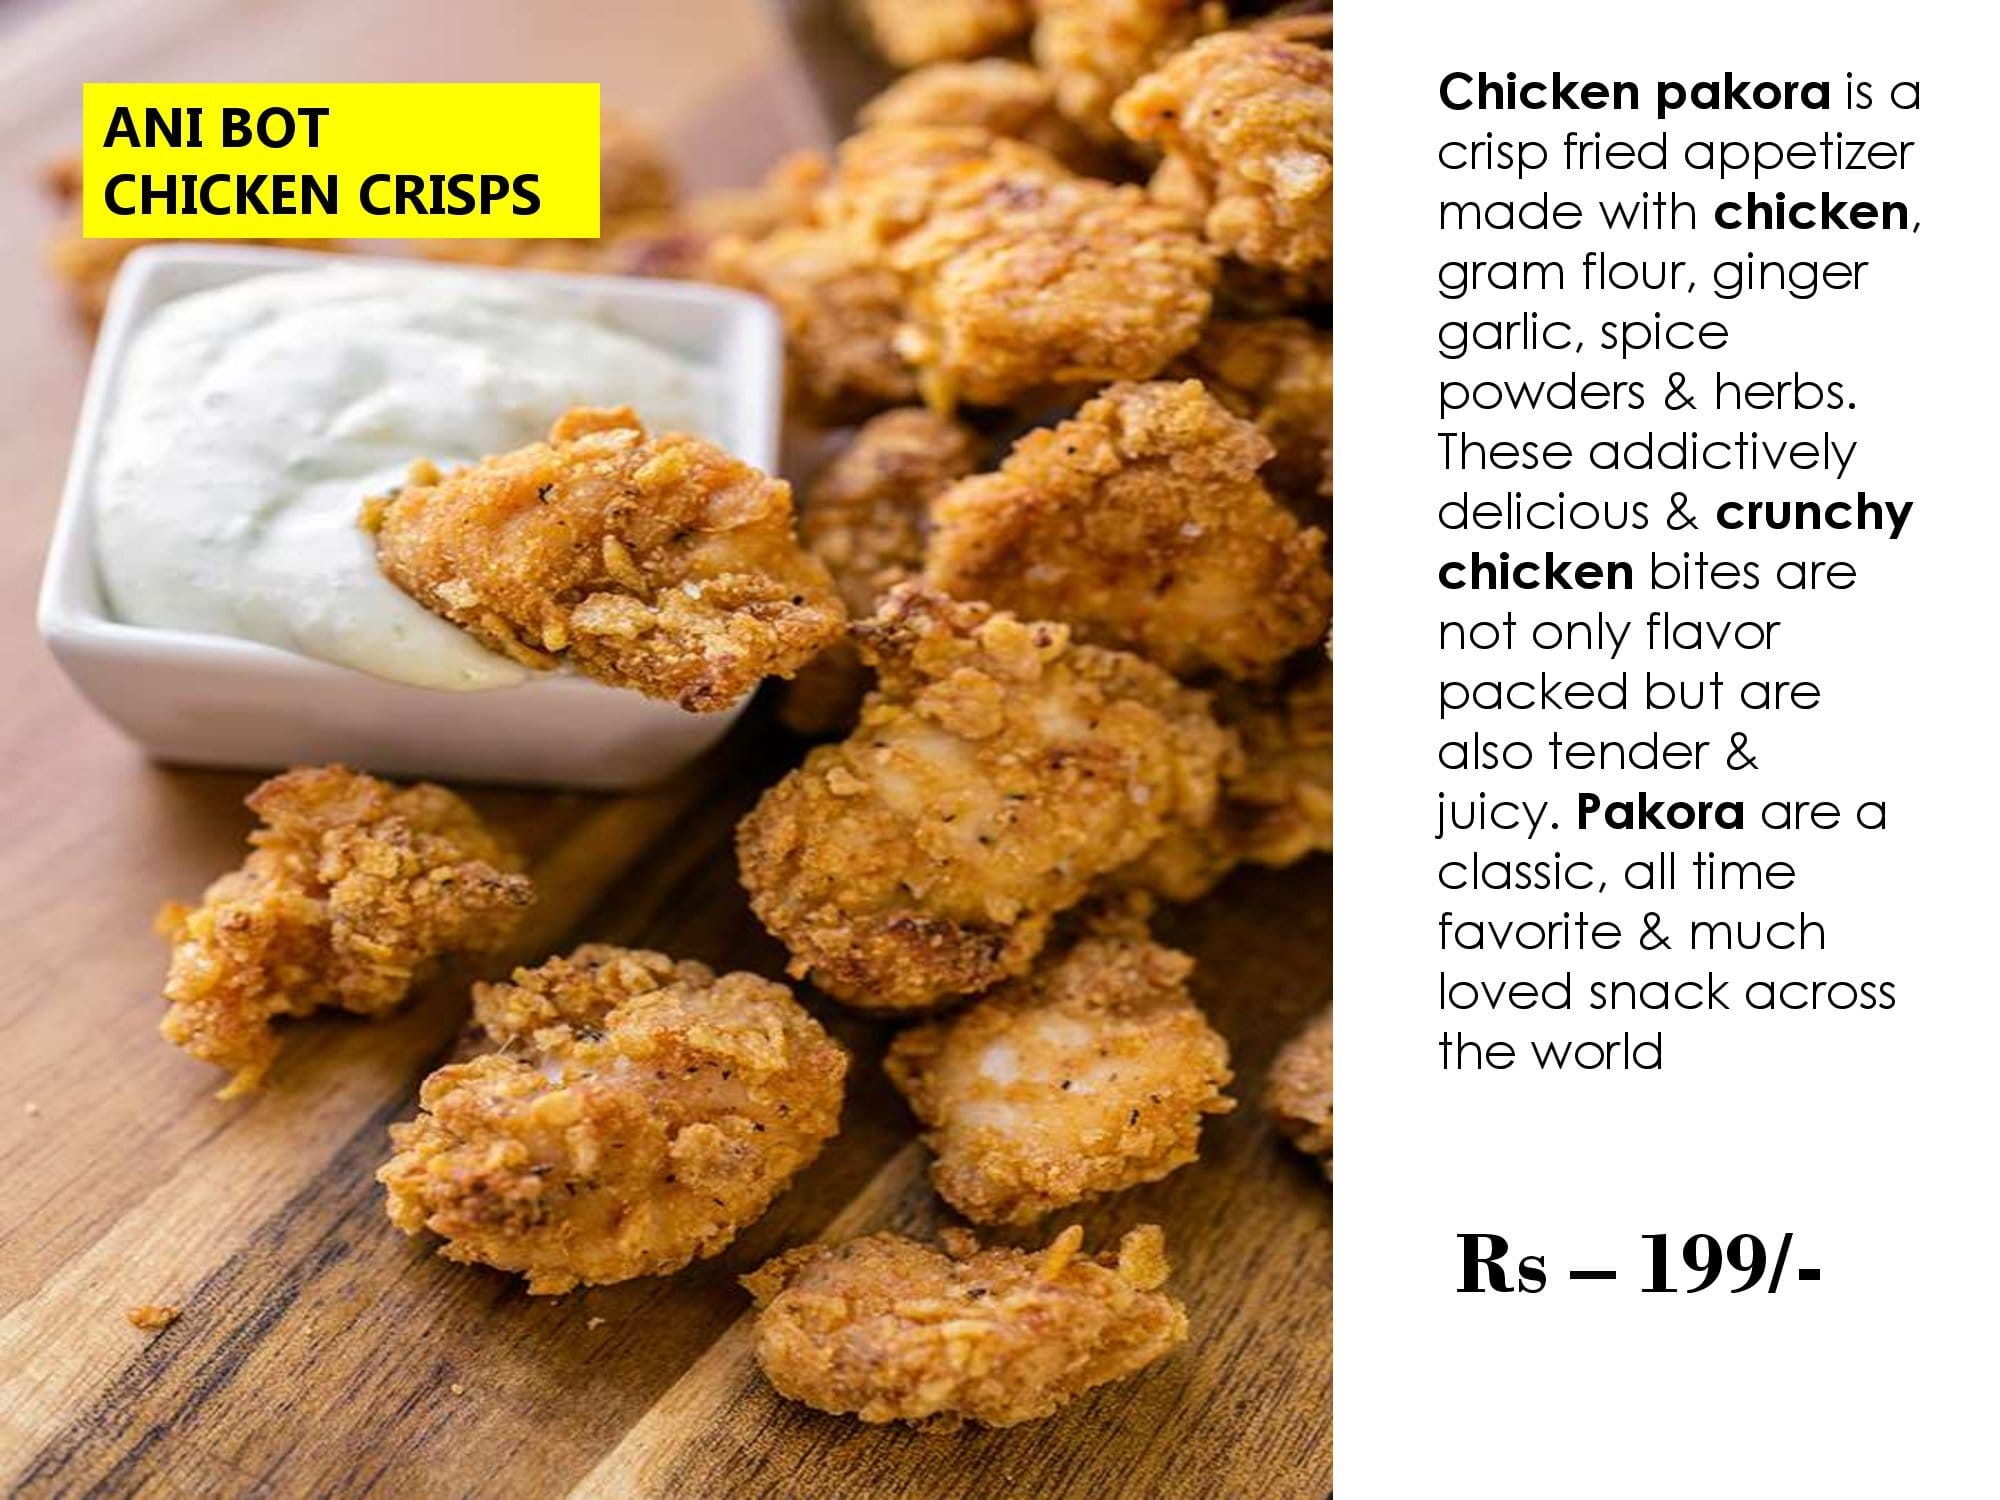 ANI BOT
CHICKEN CRISPS
Chicken pakora is a
crisp fried appetizer
made with chicken,
gram flour, ginger
garlic, spice
powders & herbs.
These addictively
delicious & crunchy
chicken bites are
not only flavor
packed but are
also tender &
juicy. Pakora are a
classic, all time
favorite & much
loved snack across
the world
Rs – 199/-